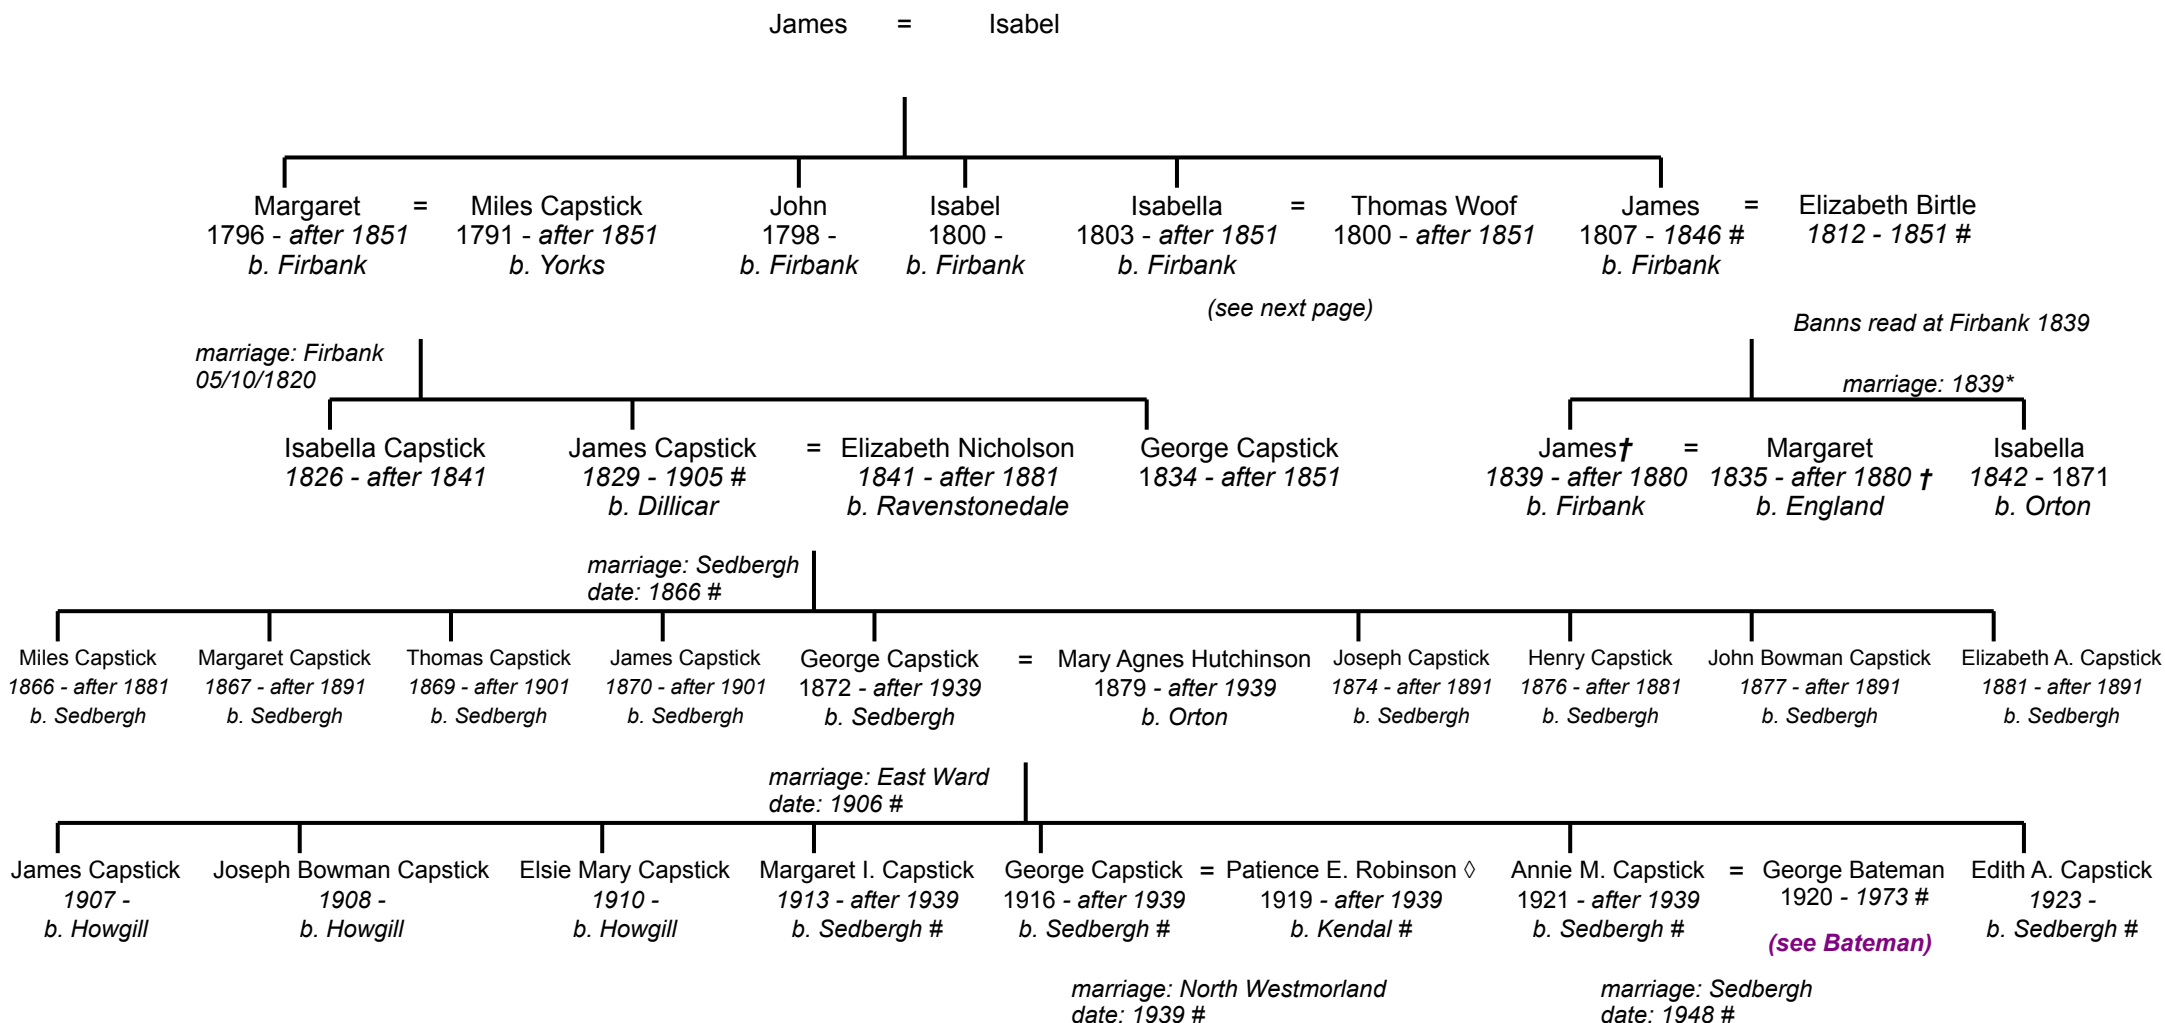 James = Isabel
Margaret = Miles Capstick John Isabel Isabella = Thomas Woof James = Elizabeth Birtle
1796 - after 1851 1791 - after 1851 1798 - 1800 - 1803 - after 1851 1800 - after 1851 1807 - 1846 # 1812 - 1851 #
b. Firbank b. Yorks b. Firbank b. Firbank b. Firbank b. Firbank
(see next page)
Banns read at Firbank 1839
marriage: Firbank
05/10/1820
marriage: 1839*
Isabella Capstick James Capstick = Elizabeth Nicholson George Capstick James† = Margaret Isabella
1826 - after 1841 1829 - 1905 # 1841 - after 1881 1834 - after 1851 1839 - after 1880 1835 - after 1880 † 1842 - 1871
b. Dillicar b. Ravenstonedale b. Firbank b. England b. Orton
marriage: Sedbergh
date: 1866 #
Miles Capstick Margaret Capstick Thomas Capstick James Capstick George Capstick = Mary Agnes Hutchinson Joseph Capstick Henry Capstick John Bowman Capstick Elizabeth A. Capstick
1866 - after 1881 1867 - after 1891 1869 - after 1901 1870 - after 1901 1872 - after 1939 1879 - after 1939 1874 - after 1891 1876 - after 1881 1877 - after 1891 1881 - after 1891
b. Sedbergh b. Sedbergh b. Sedbergh b. Sedbergh b. Sedbergh b. Orton b. Sedbergh b. Sedbergh b. Sedbergh b. Sedbergh
marriage: East Ward
date: 1906 #
James Capstick Joseph Bowman Capstick Elsie Mary Capstick Margaret I. Capstick George Capstick = Patience E. Robinson ◊ Annie M. Capstick = George Bateman Edith A. Capstick
1907 - 1908 - 1910 - 1913 - after 1939 1916 - after 1939 1919 - after 1939 1921 - after 1939 1920 - 1973 # 1923 -
b. Howgill b. Howgill b. Howgill b. Sedbergh # b. Sedbergh # b. Kendal # b. Sedbergh # b. Sedbergh #
(see Bateman)
marriage: North Westmorland marriage: Sedbergh
date: 1939 # date: 1948 #